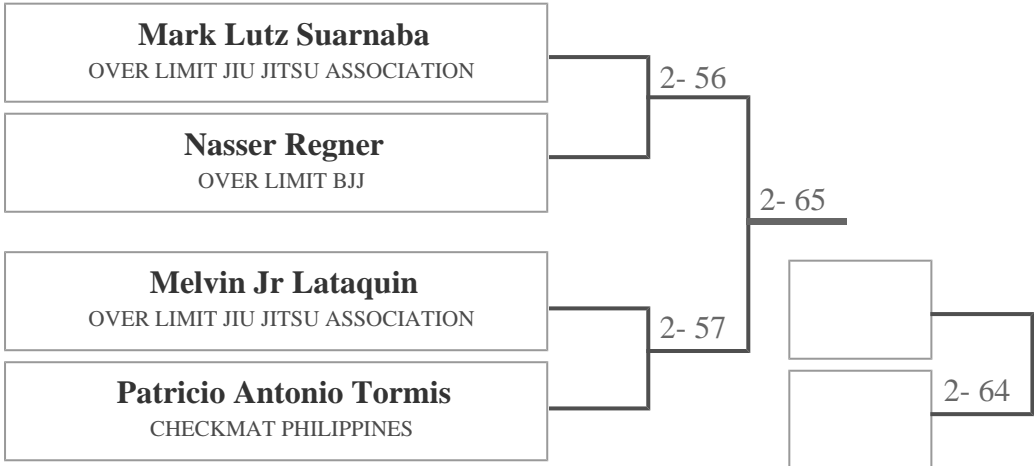 Mark Lutz Suarnaba
OVER LIMIT JIU JITSU ASSOCIATION
2- 56
Nasser Regner
OVER LIMIT BJJ
2- 65
Melvin Jr Lataquin
OVER LIMIT JIU JITSU ASSOCIATION
2- 57
Patricio Antonio Tormis
CHECKMAT PHILIPPINES
2- 64